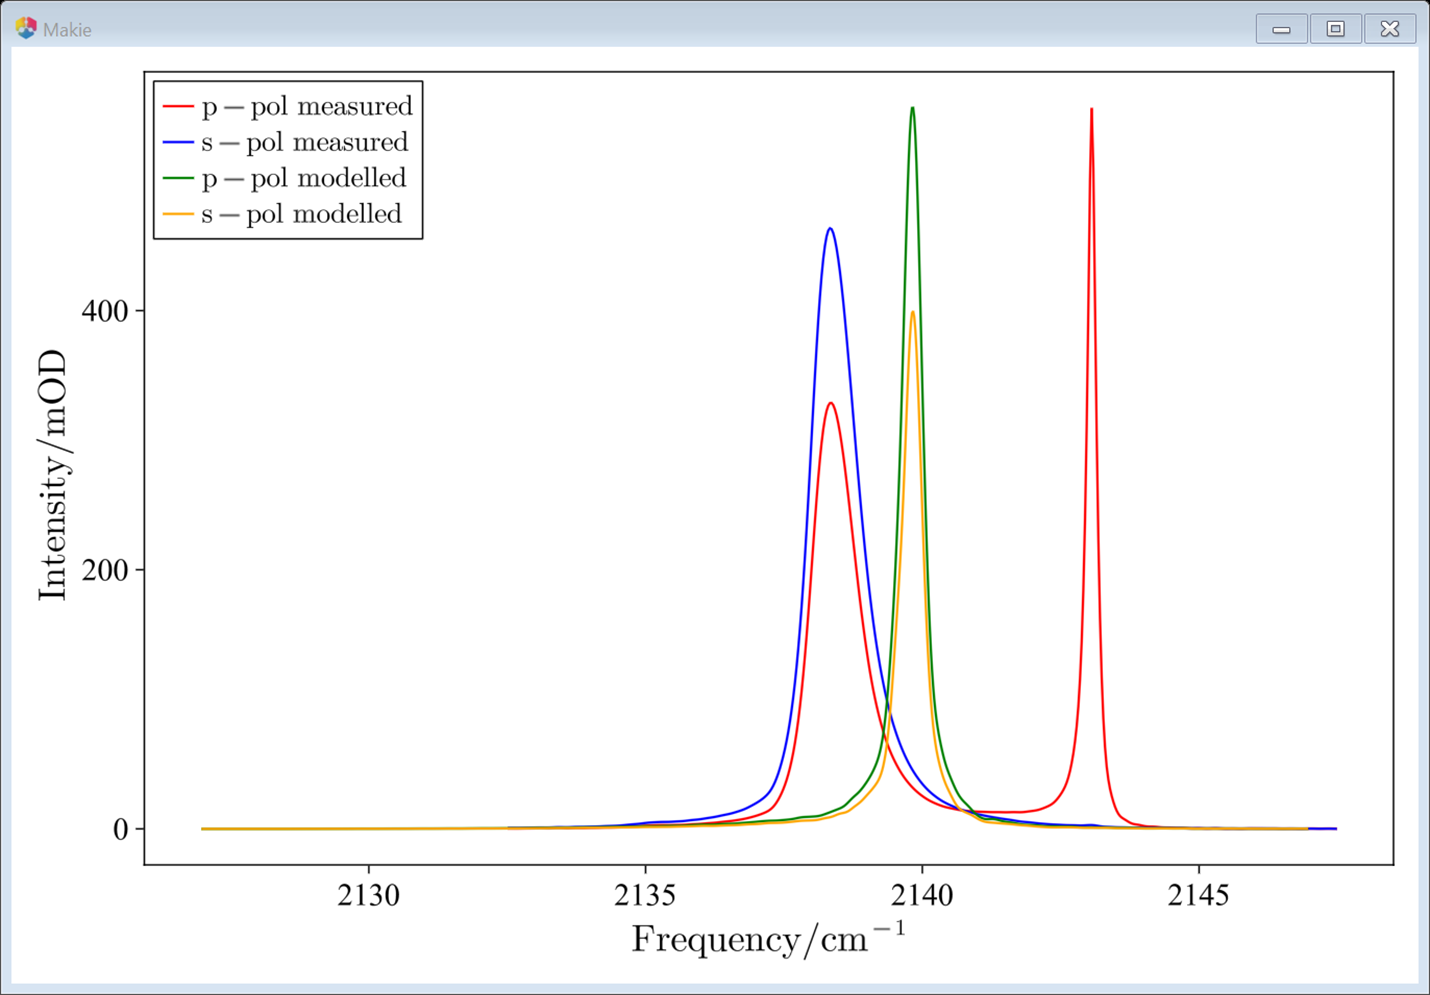 Makie
p − pol measured
s − pol measured
p − pol modelled
s − pol modelled
Intensity/mOD
400
200
0
2130 2135 2140 2145
Frequency/cm⁻¹